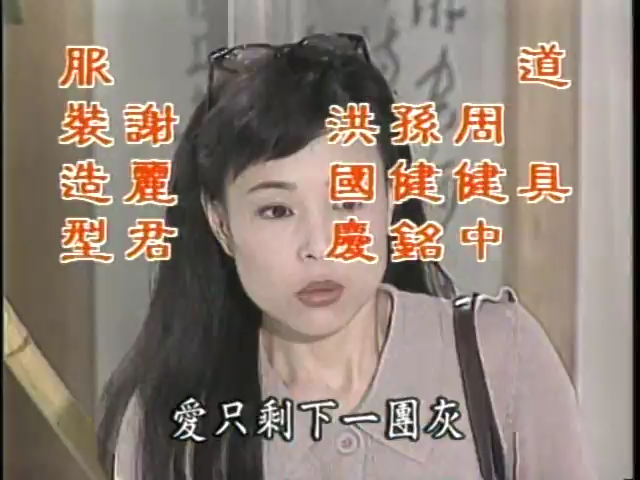 道具
周健中
孫健銘
洪國慶
服裝造型
謝麗君
愛只剩下一團灰